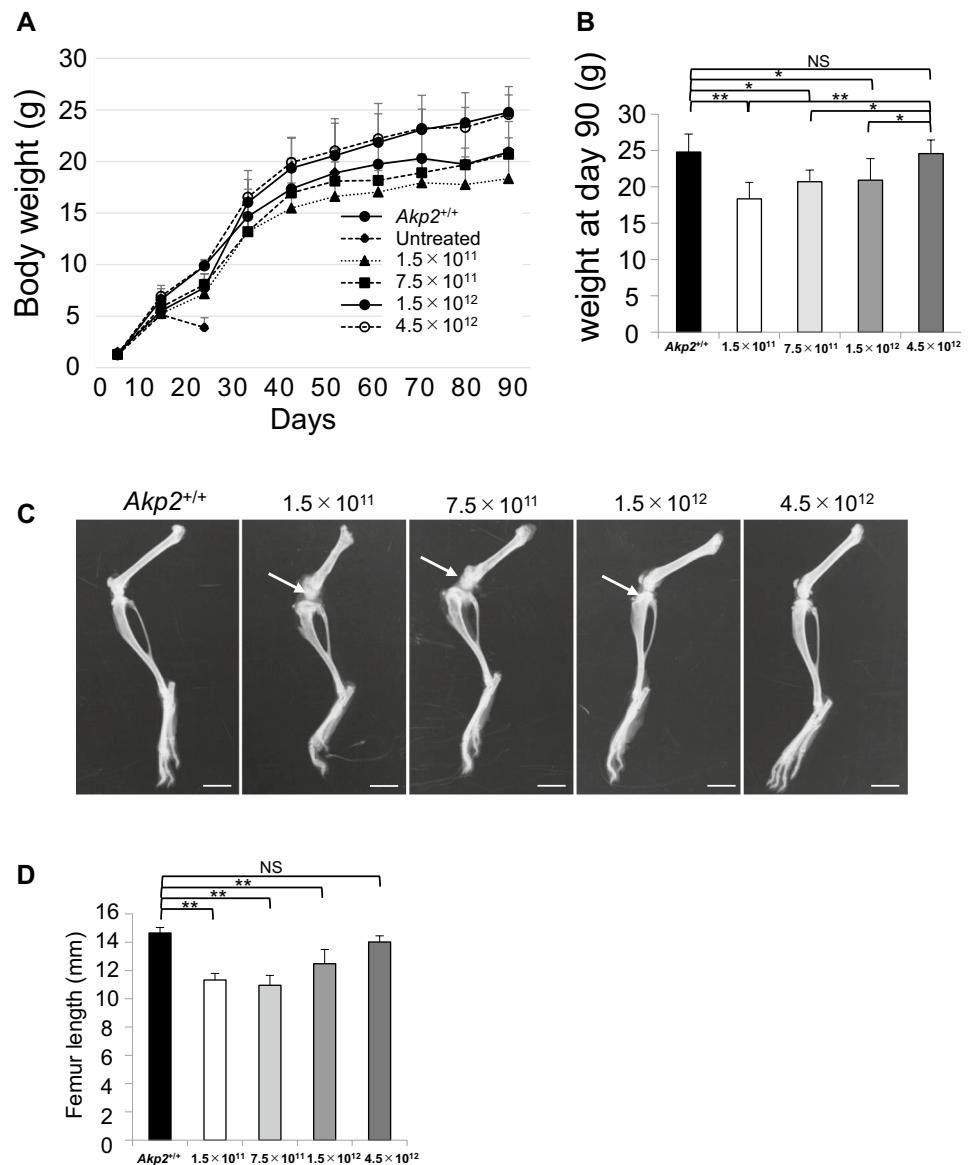 A
Body weight (g)
30
25
20
15
10
5
0
0 10 20 30 40 50 60 70 80 90
Days
Akp2+/+
Untreated
1.5×10¹¹
7.5×10¹¹
1.5×10¹²
4.5×10¹²
B
weight at day 90 (g)
NS
*
*
** **
*
*
30
25
20
15
10
5
0
Akp2+/+ 1.5×10¹¹ 7.5×10¹¹ 1.5×10¹² 4.5×10¹²
C
Akp2+/+ 1.5×10¹¹ 7.5×10¹¹ 1.5×10¹² 4.5×10¹²
D
Femur length (mm)
NS
**
**
**
16
14
12
10
8
6
4
2
0
Akp2+/+ 1.5×10¹¹ 7.5×10¹¹ 1.5×10¹² 4.5×10¹²